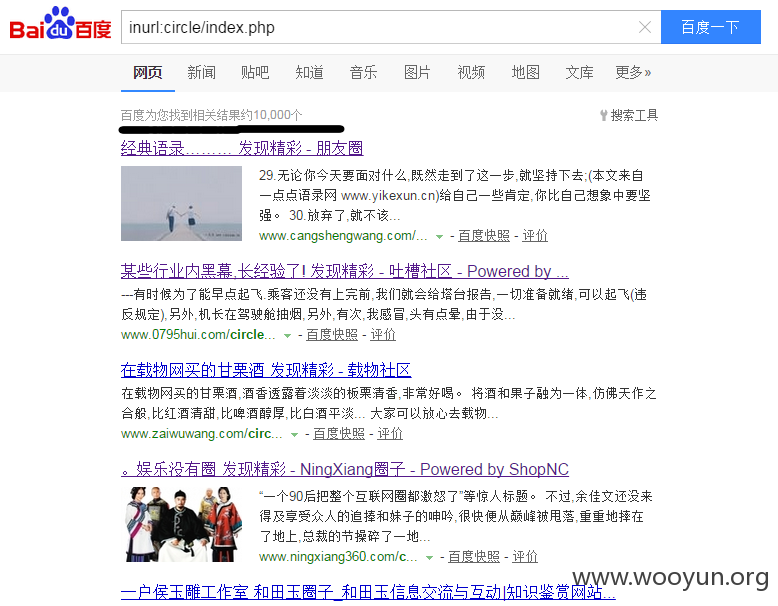 Bai du 百度
inurl:circle/index.php
百度一下
网页 新闻 贴吧 知道 音乐 图片 视频 地图 文库 更多»
百度为您找到相关结果约10,000个 搜索工具
经典语录……… 发现精彩 - 朋友圈
29.无论你今天要面对什么,既然走到了这一步,就坚持下去;(本文来自
一点点语录网 www.yikexun.cn)给自己一些肯定,你比自己想象中要坚
强。 30.放弃了,就不该...
www.cangshengwang.com/... - 百度快照 - 评价
某些行业内黑幕,长经验了! 发现精彩 - 吐槽社区 - Powered by ...
---有时候为了能早点起飞.乘客还没有上完前,我们就会给塔台报告,一切准备就绪,可以起飞(违
反规定),另外,机长在驾驶舱抽烟,另外,有次,我感冒,头有点晕,由于没...
www.0795hui.com/circle... - 百度快照 - 评价
在载物网买的甘栗酒 发现精彩 - 载物社区
在载物网买的甘栗酒,酒香透露着淡淡的板栗清香,非常好喝。 将酒和果子融为一体,仿佛天作之
合般,比红酒清甜,比啤酒醇厚,比白酒平淡... 大家可以放心去载物...
www.zaiwuwang.com/circ... - 百度快照 - 评价
。娱乐没有圈 发现精彩 - NingXiang圈子 - Powered by ShopNC
“一个90后把整个互联网圈都激怒了”等惊人标题。 不过,余佳文还没来
得及享受众人的追捧和妹子的呻吟,很快便从巅峰被甩落,重重地摔在
了地上,总裁的节操碎了一地...
www.ningxiang360.com/c... - 百度快照 - 评价
www.wooyun.org
一户侯玉雕工作室 和田玉圈子_和田玉信息交流与互动|知识鉴赏网站...